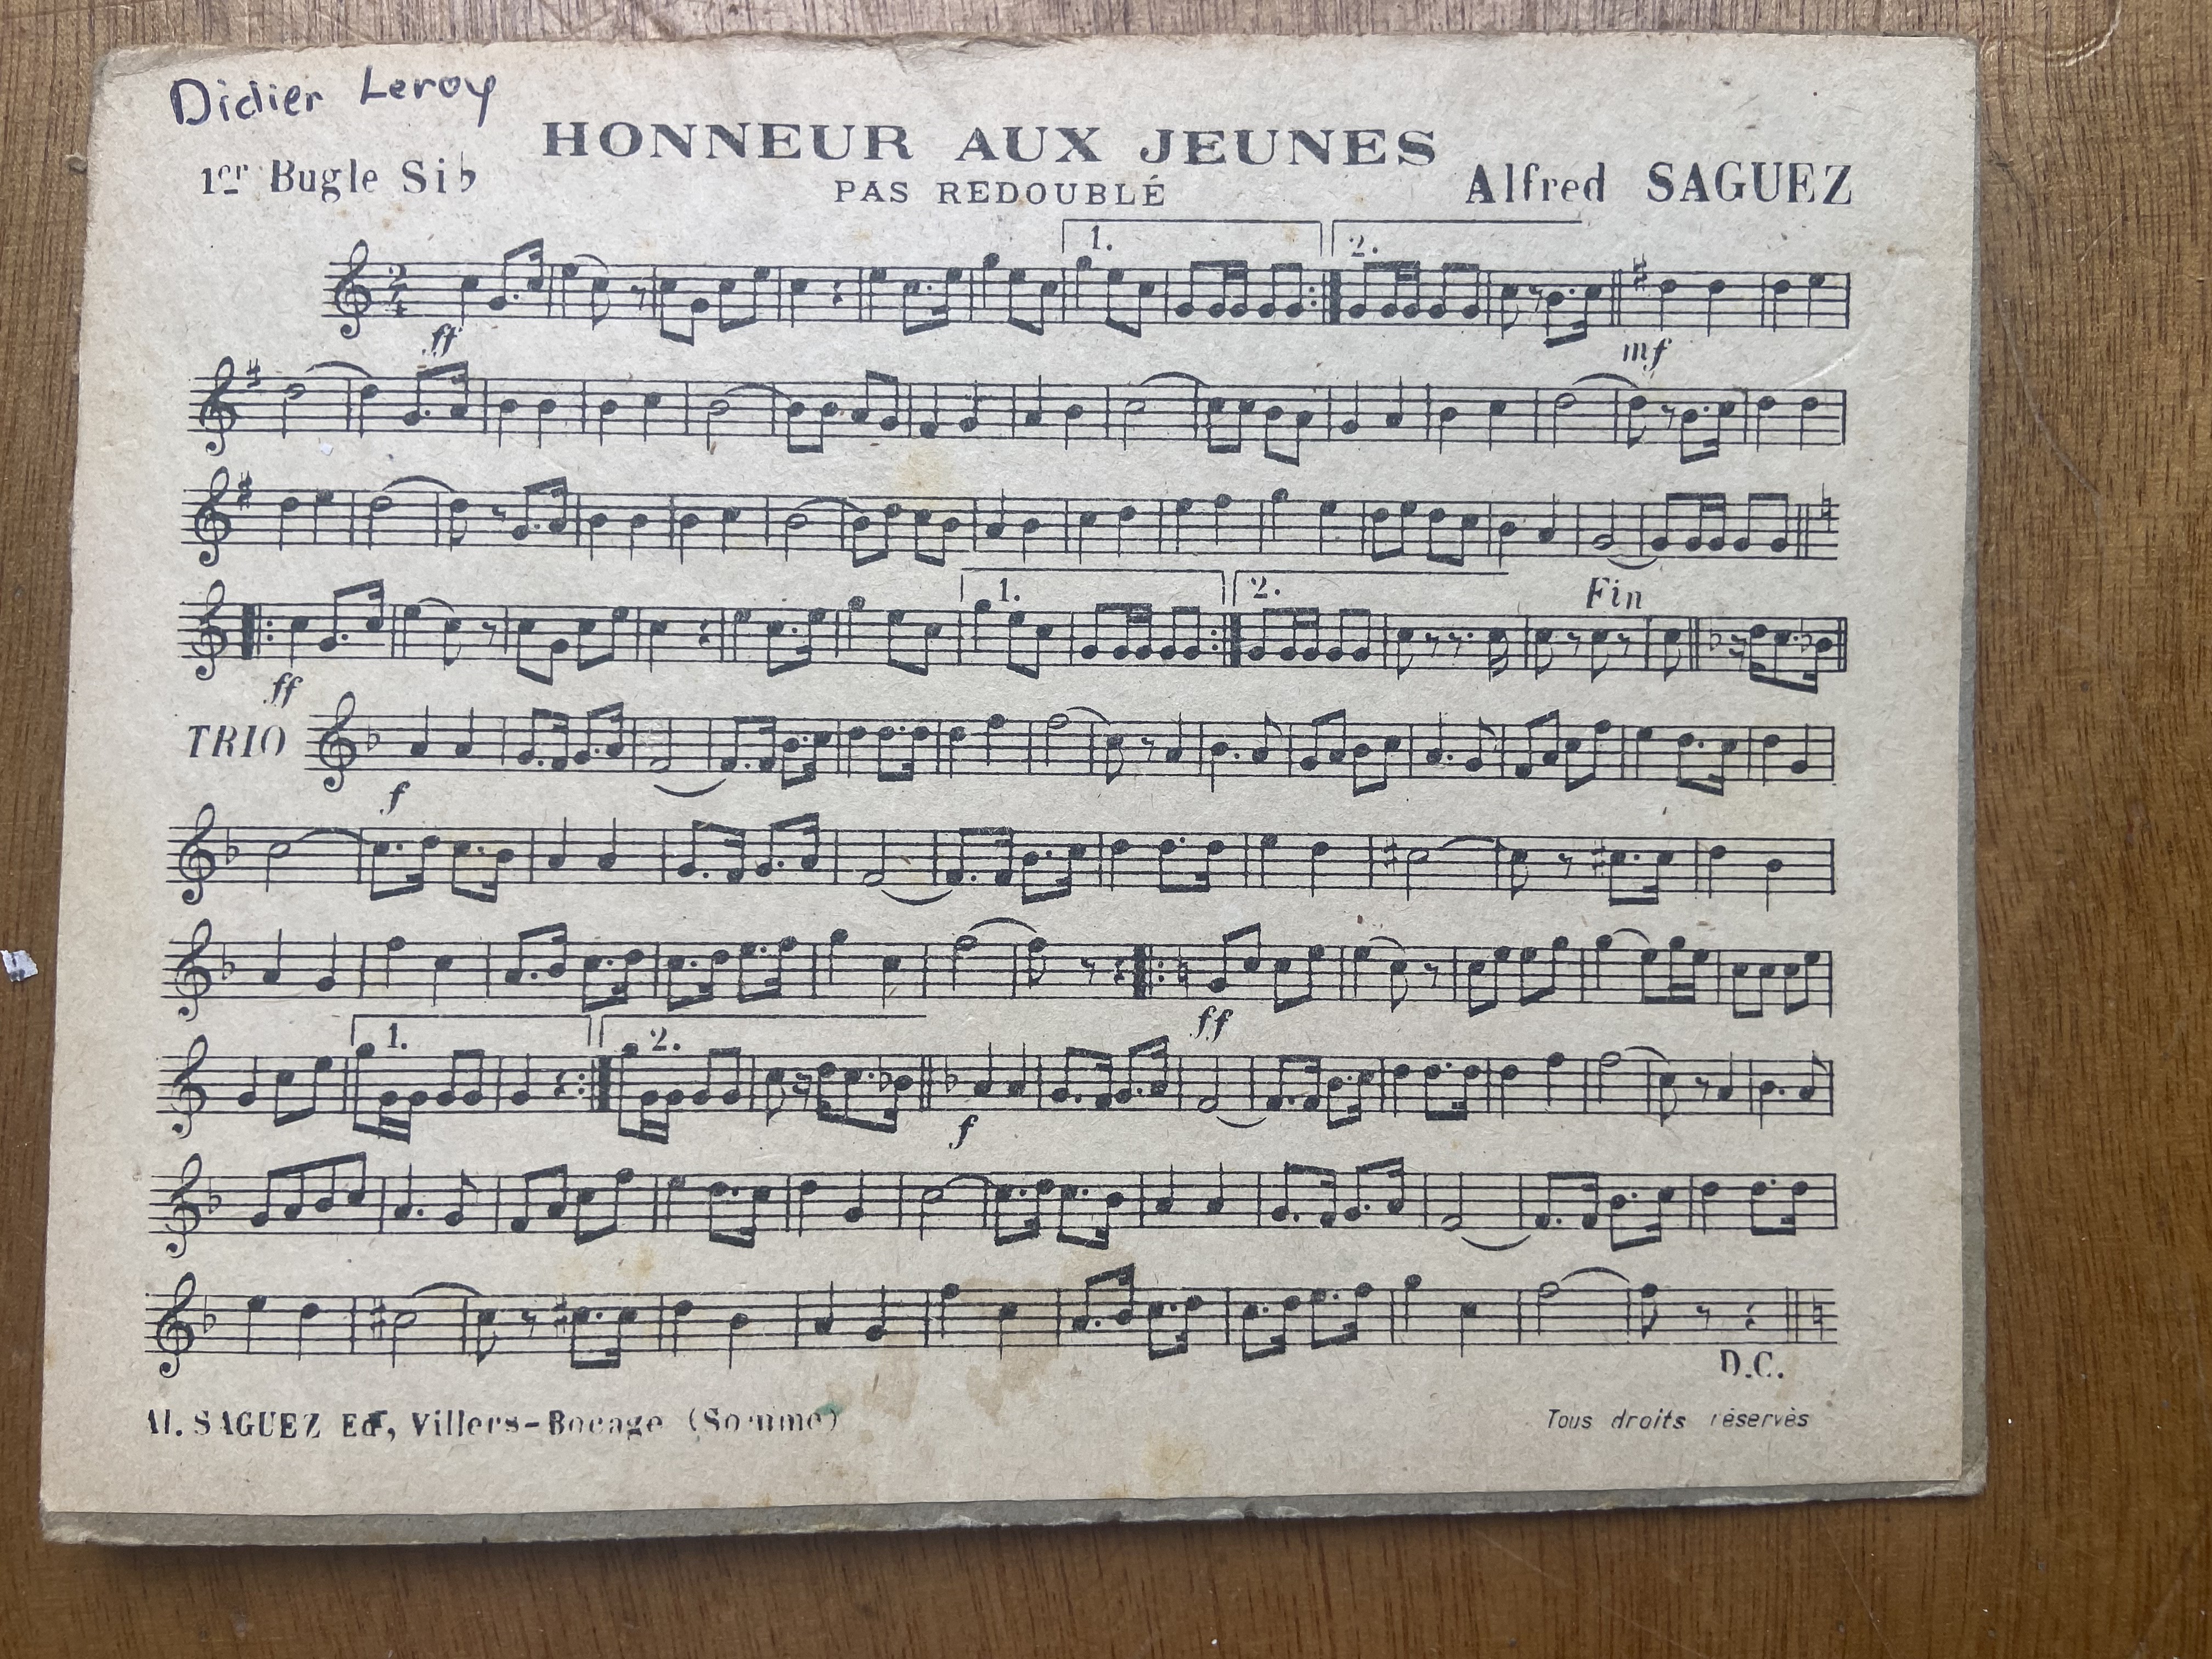 Didier Leroy
HONNEUR AUX JEUNES
1er Bugle Si♭
PAS REDOUBLÉ
Alfred SAGUEZ
1. 2.
ff
mf
1. 2. Fin
ff
TRIO
f
ff
1. 2.
f
D.C.
Al. SAGUEZ Edr, Villers-Bocage (Somme)
Tous droits réservés